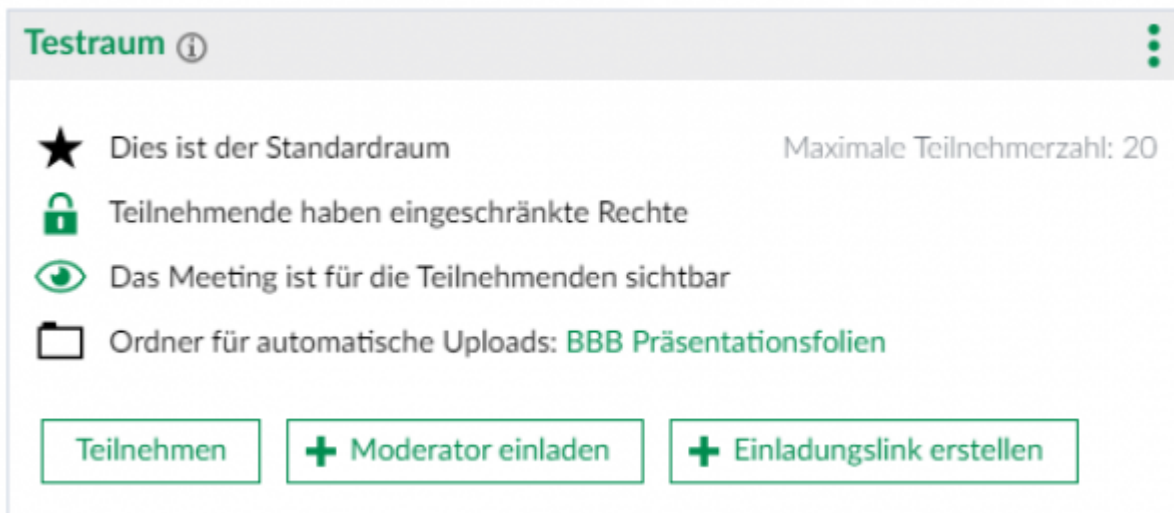 Testraum
Dies ist der Standardraum
Maximale Teilnehmerzahl: 20
Teilnehmende haben eingeschränkte Rechte
Das Meeting ist für die Teilnehmenden sichtbar
Ordner für automatische Uploads: BBB Präsentationsfolien
Teilnehmen
+ Moderator einladen
+ Einladungslink erstellen